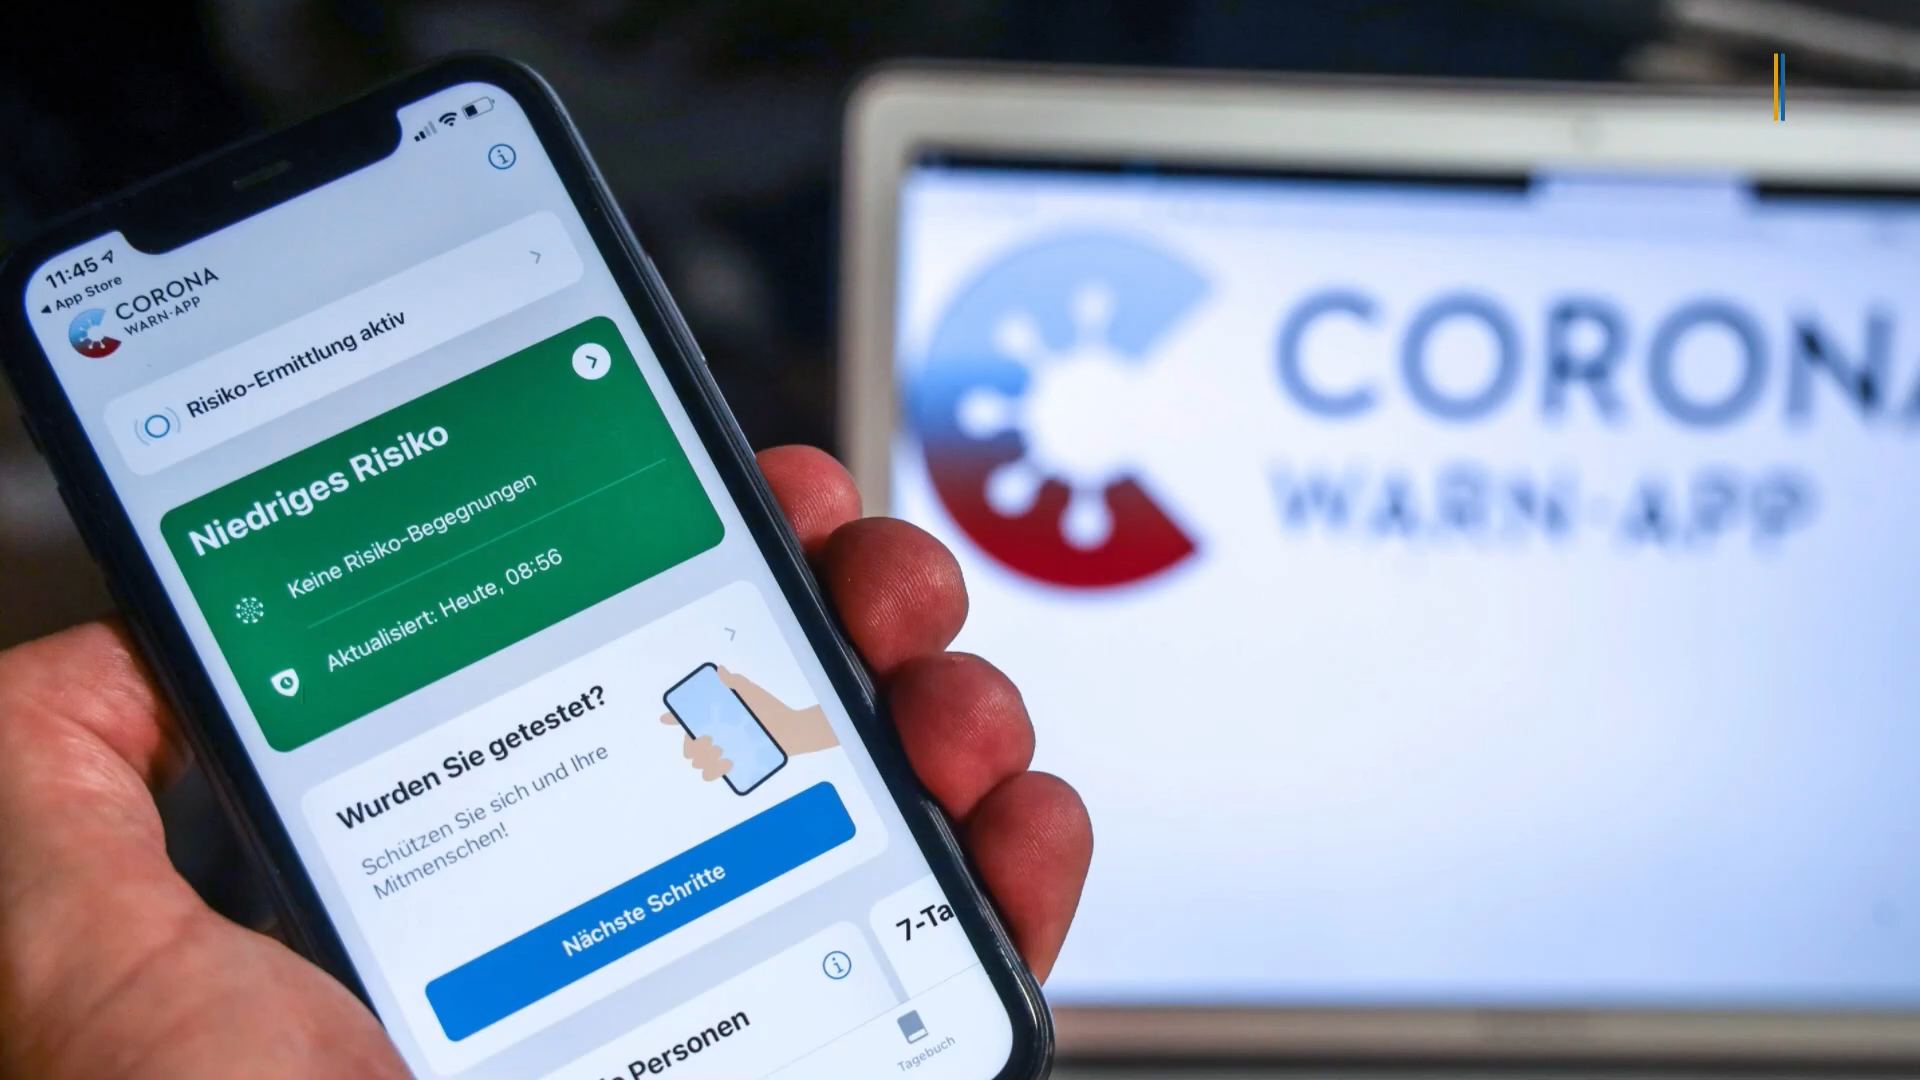 11:45
App Store
CORONA
WARN-APP
Risiko-Ermittlung aktiv
Niedriges Risiko
Keine Risiko-Begegnungen
Aktualisiert: Heute, 08:56
Wurden Sie getestet?
Schützen Sie sich und Ihre
Mitmenschen!
Nächste Schritte
Personen
7-Ta
Tagebuch
CORONA
WARN-APP